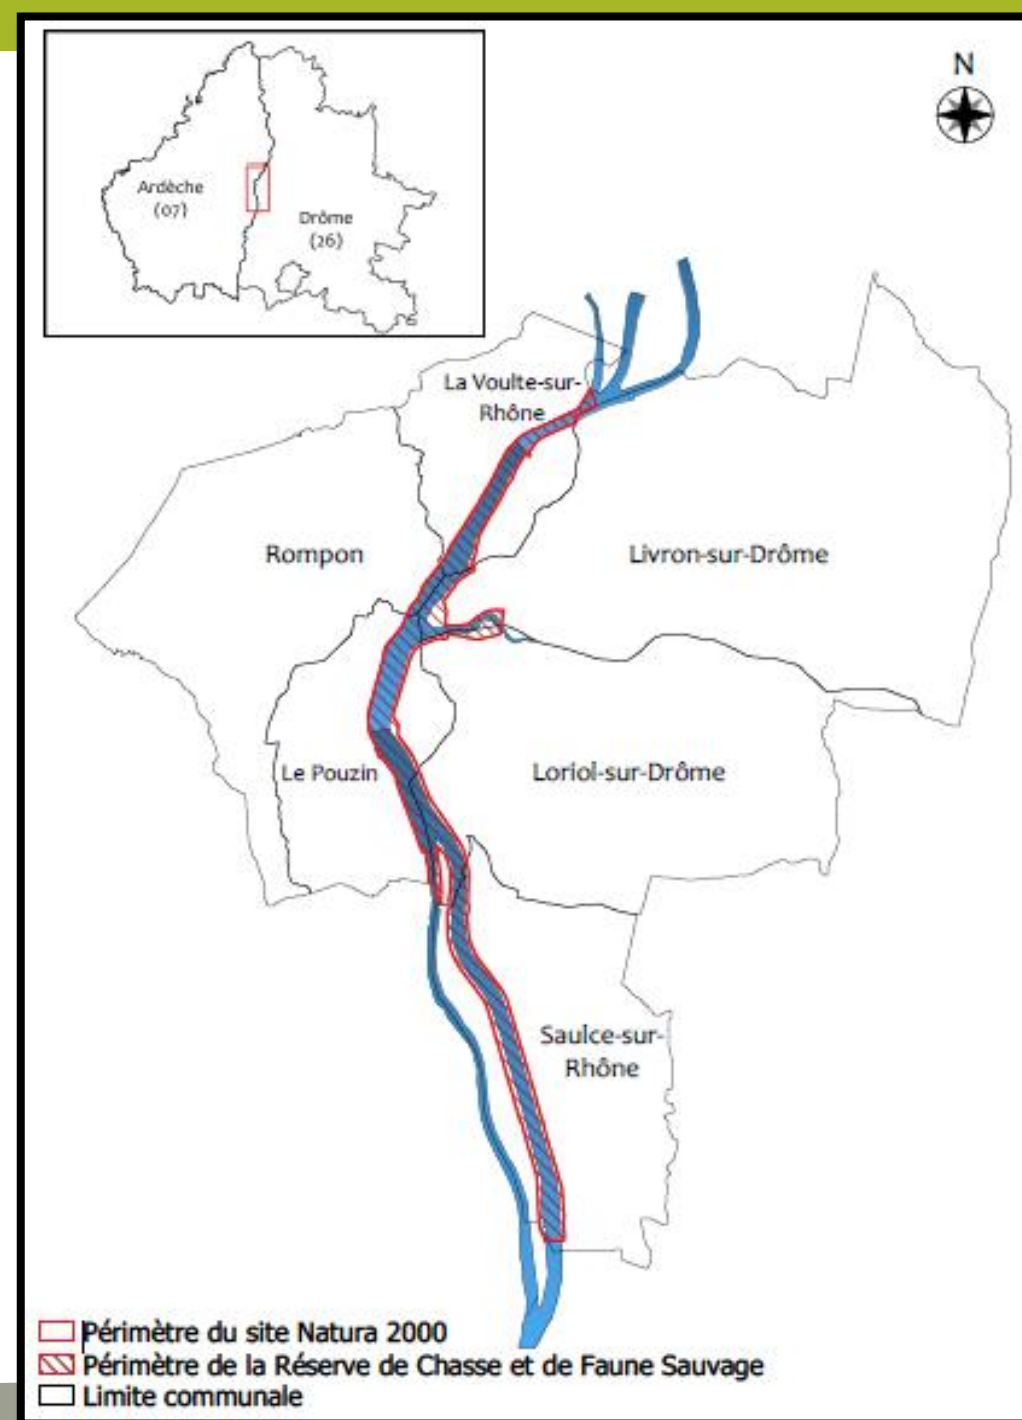 N
Ardèche
(07)
Drôme
(26)
La Voulte-sur-
Rhône
Rompon
Livron-sur-Drôme
Le Pouzin
Loriol-sur-Drôme
Saulce-sur-
Rhône
Périmètre du site Natura 2000
Périmètre de la Réserve de Chasse et de Faune Sauvage
Limite communale